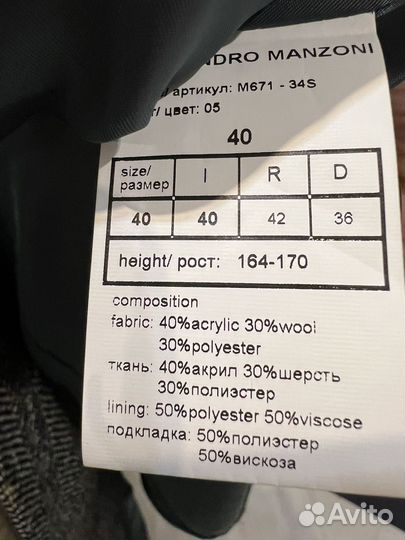 MANZONI
артикул: M671 - 34S
цвет: 05
40
size/ I R D
размер
40 40 42 36
height/ рост: 164-170
composition
fabric: 40%acrylic 30%wool
30%polyester
ткань: 40%акрил 30%шерсть
30%полиэстер
lining: 50%polyester 50%viscose
подкладка: 50%полиэстер
50%вискоза
Avito